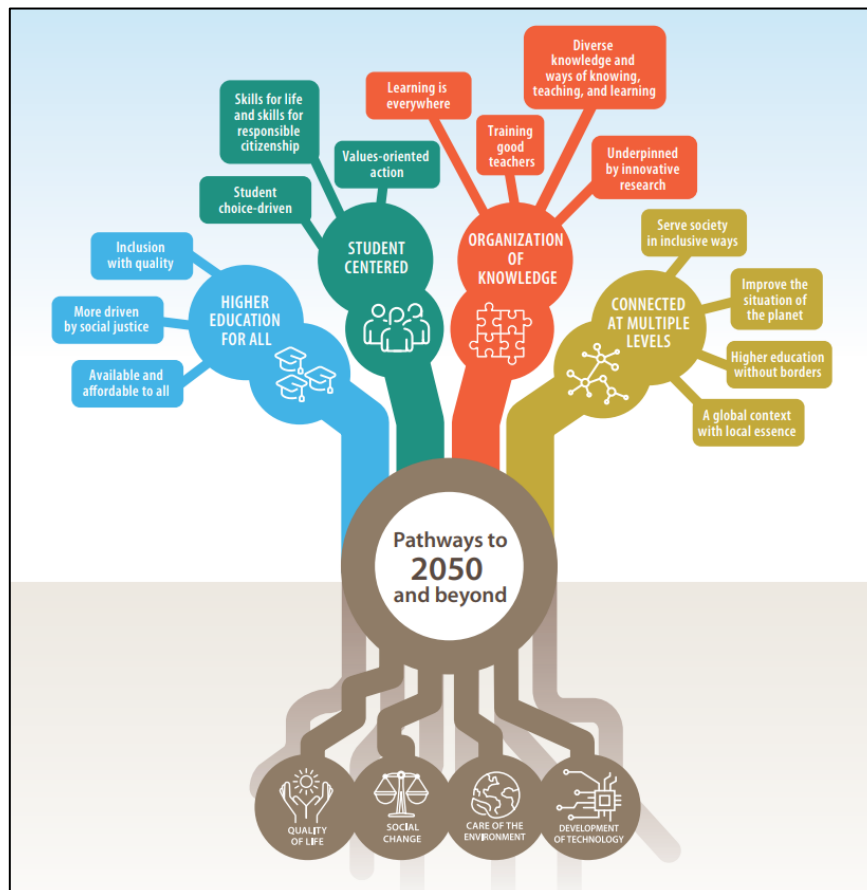 Diverse
knowledge and
ways of knowing,
teaching, and learning
Learning is
everywhere
Training
good
teachers
Underpinned
by innovative
research
ORGANIZATION
OF
KNOWLEDGE
Skills for life
and skills for
responsible
citizenship
Values-oriented
action
Student
choice-driven
STUDENT
CENTERED
Inclusion
with quality
More driven
by social justice
Available and
affordable to all
HIGHER
EDUCATION
FOR ALL
Serve society
in inclusive ways
Improve the
situation of
the planet
Higher education
without borders
A global context
with local essence
CONNECTED
AT MULTIPLE
LEVELS
Pathways to
2050
and beyond
QUALITY
OF LIFE
SOCIAL
CHANGE
CARE OF THE
ENVIRONMENT
DEVELOPMENT
OF TECHNOLOGY